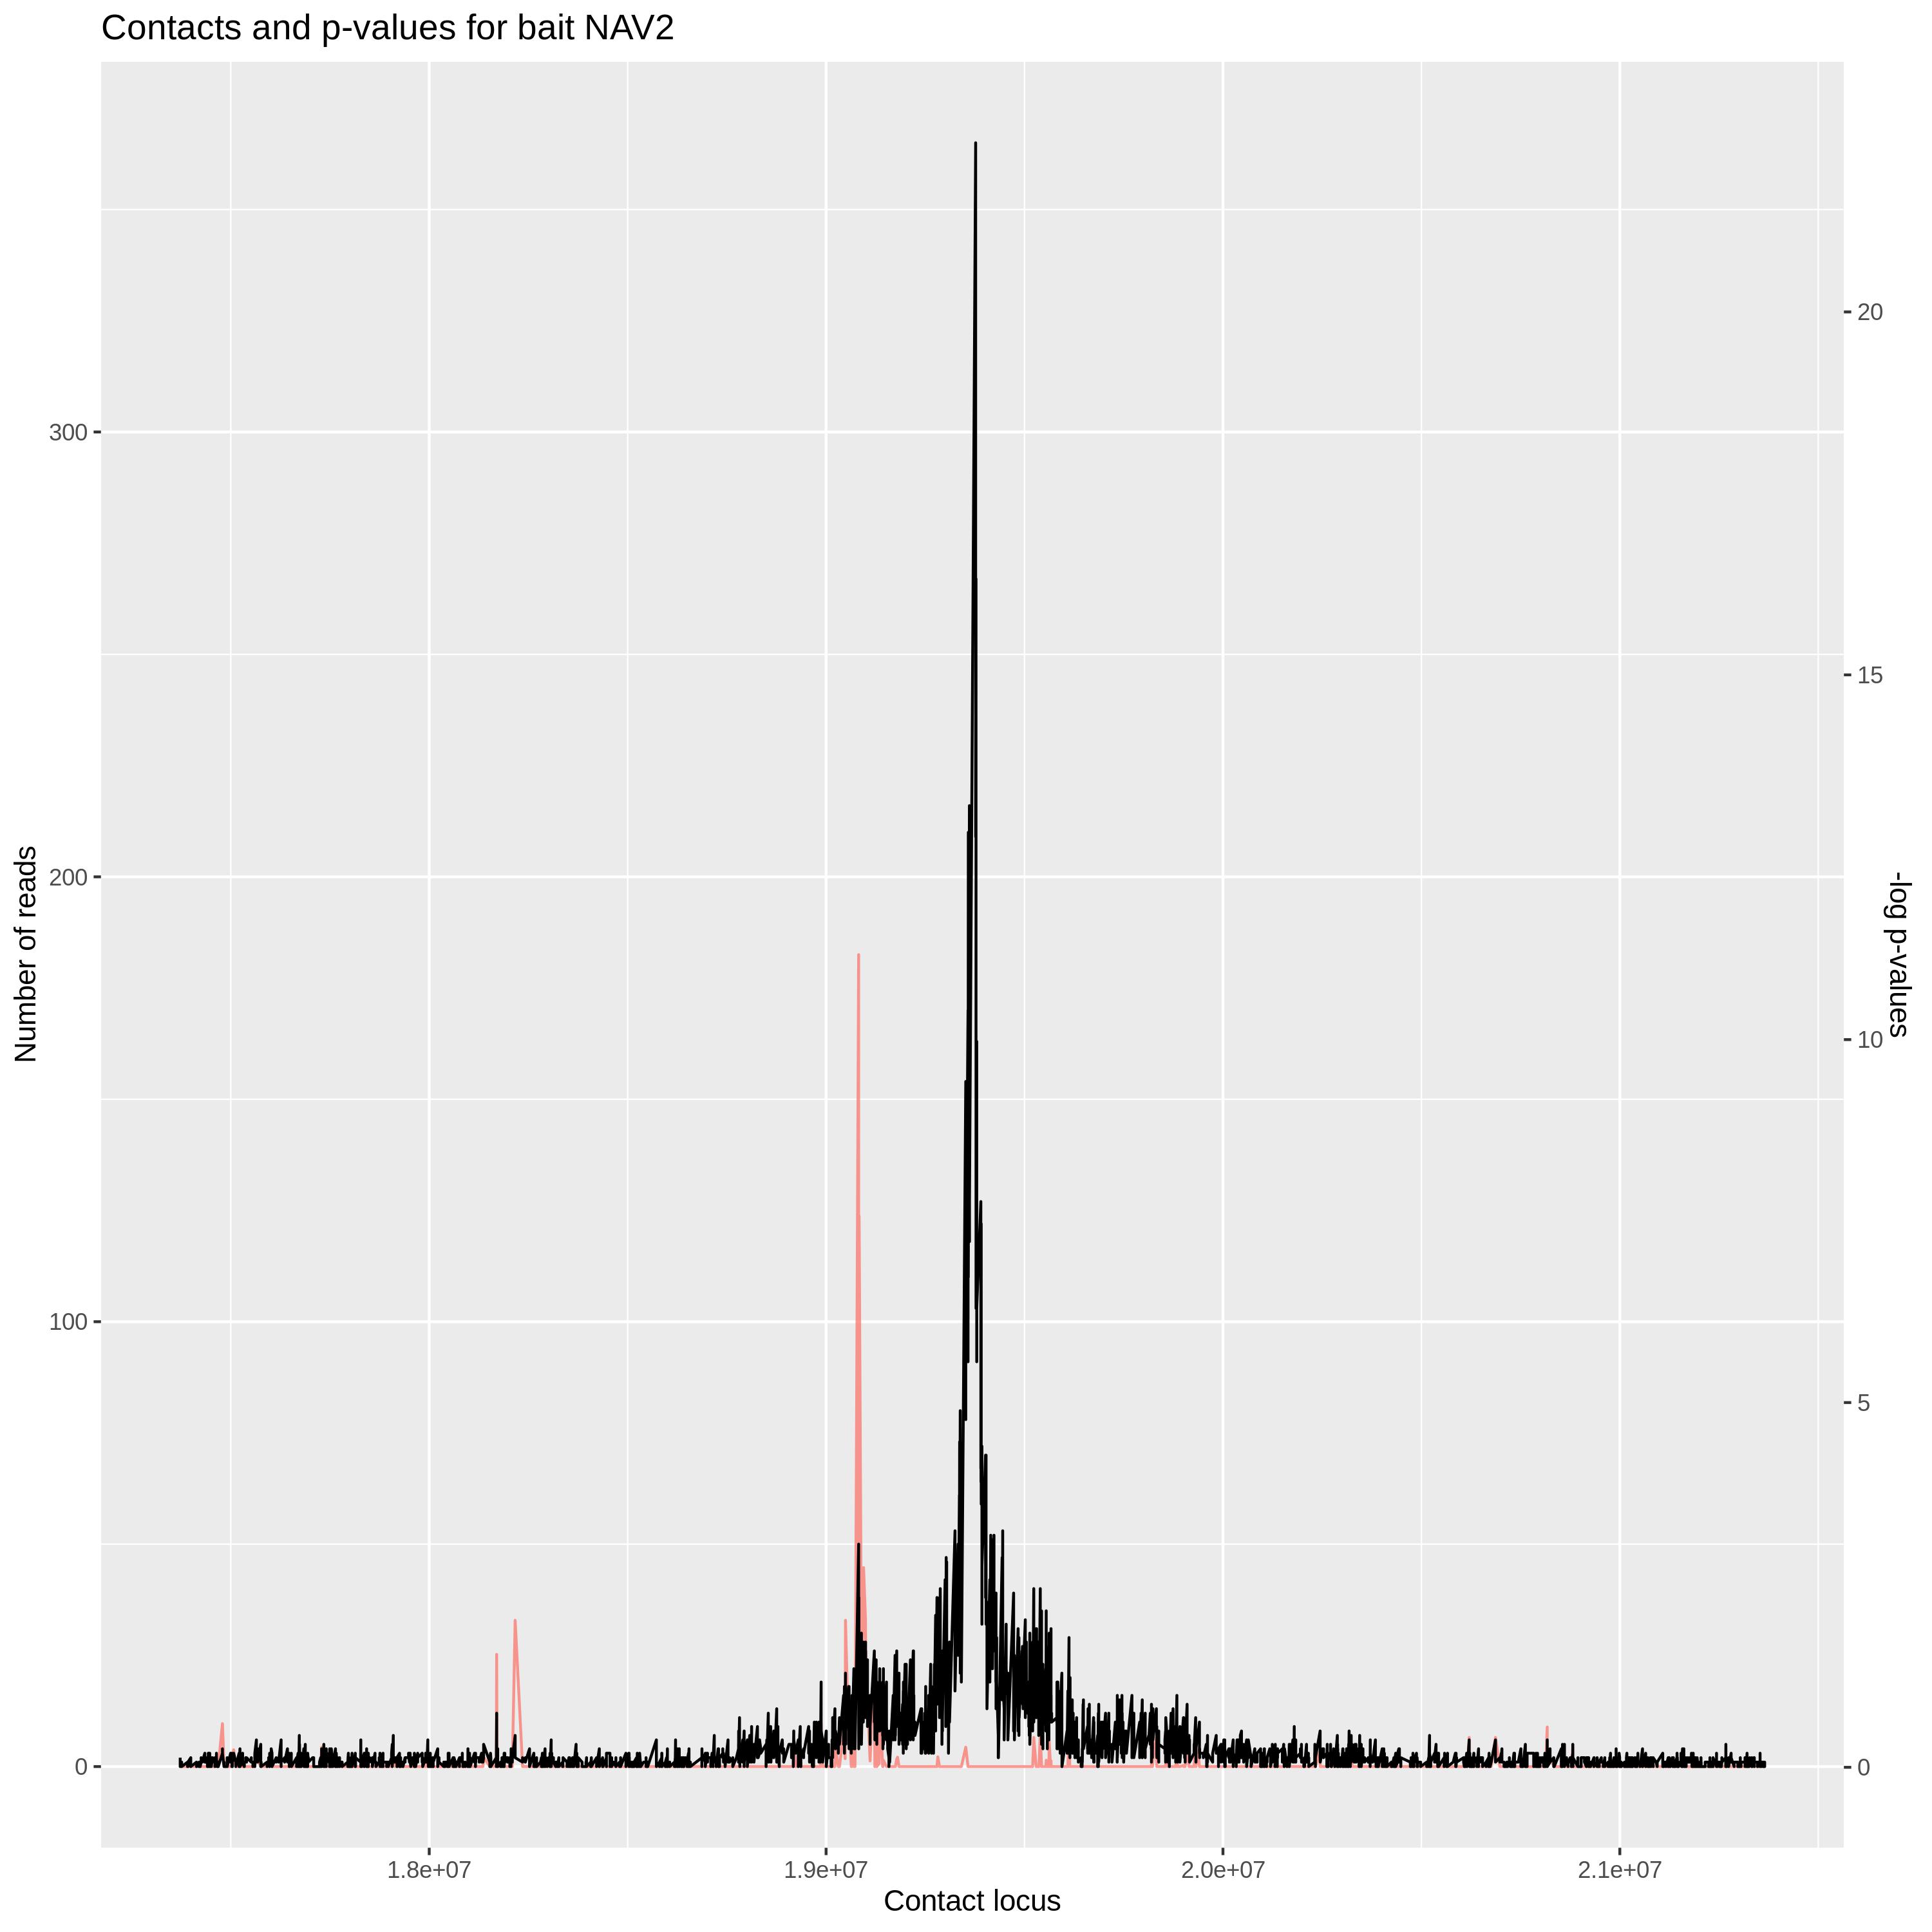 Contacts and p-values for bait NAV2
Number of reads
300
200
100
0
20
15
10
5
0
-log p-values
1.8e+07
1.9e+07
2.0e+07
2.1e+07
Contact locus